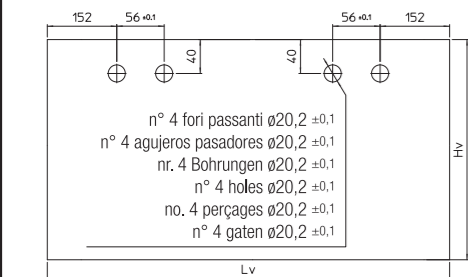 152 56 ±0.1 56 ±0.1 152
40 40
n° 4 fori passanti ø20,2 ±0,1
n° 4 agujeros pasadores ø20,2 ±0,1
nr. 4 Bohrungen ø20,2 ±0,1
n° 4 holes ø20,2 ±0,1
no. 4 perçages ø20,2 ±0,1
n° 4 gaten ø20,2 ±0,1
Hv
Lv